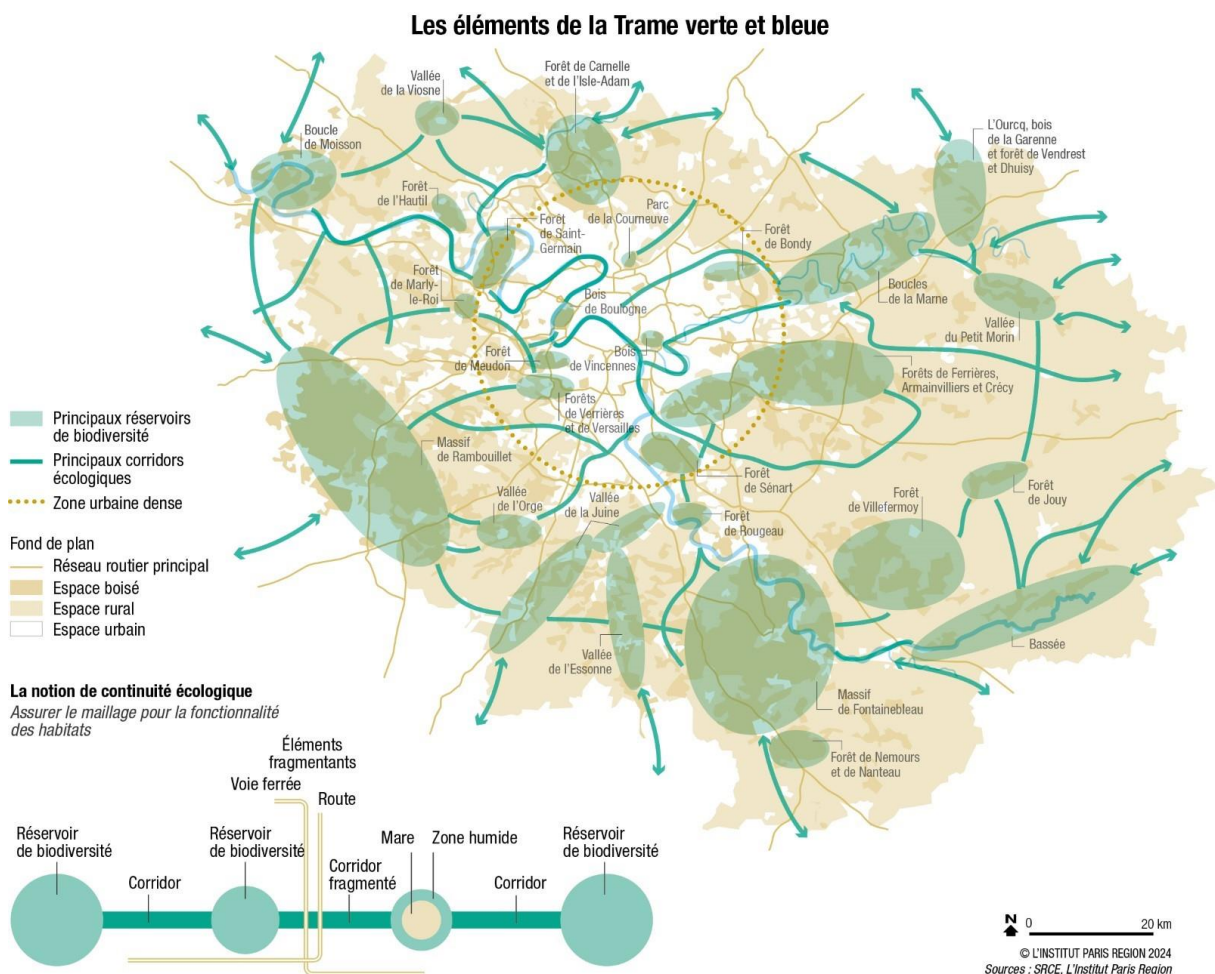 Les éléments de la Trame verte et bleue
Forêt de Carnelle
et de l'Isle-Adam
Vallée
de la Viosne
Boucle
de Moisson
L'Ourcq, bois
de la Garenne
et forêt de Vendrest
et Dhuisy
Forêt
de l'Hautil
Parc
de la Courneuve
Forêt
de Saint-
Germain
Forêt
de Bondy
Forêt
de Marly-
le-Roi
Bois
de Boulogne
Boucles
de la Marne
Vallée
du Petit Morin
Forêt
de Meudon
Bois
de Vincennes
Forêts de Ferrières,
Armainvilliers et Crécy
Forêts
de Verrières
et de Versailles
Massif
de Rambouillet
Forêt
de Sénart
Vallée
de l'Orge
Vallée
de la Juine
Forêt
de Rougeau
Forêt
de Villefermoy
Forêt
de Jouy
Vallée
de l'Essonne
Bassée
Massif
de Fontainebleau
Forêt de Nemours
et de Nanteau
Principaux réservoirs
de biodiversité
Principaux corridors
écologiques
Zone urbaine dense
Fond de plan
Réseau routier principal
Espace boisé
Espace rural
Espace urbain
La notion de continuité écologique
Assurer le maillage pour la fonctionnalité
des habitats
Éléments
fragmentants
Voie ferrée
Route
Réservoir
de biodiversité
Corridor
Réservoir
de biodiversité
Corridor
fragmenté
Mare
Zone humide
Corridor
Réservoir
de biodiversité
N
0
20 km
© L'INSTITUT PARIS REGION 2024
Sources : SRCE, L'Institut Paris Region